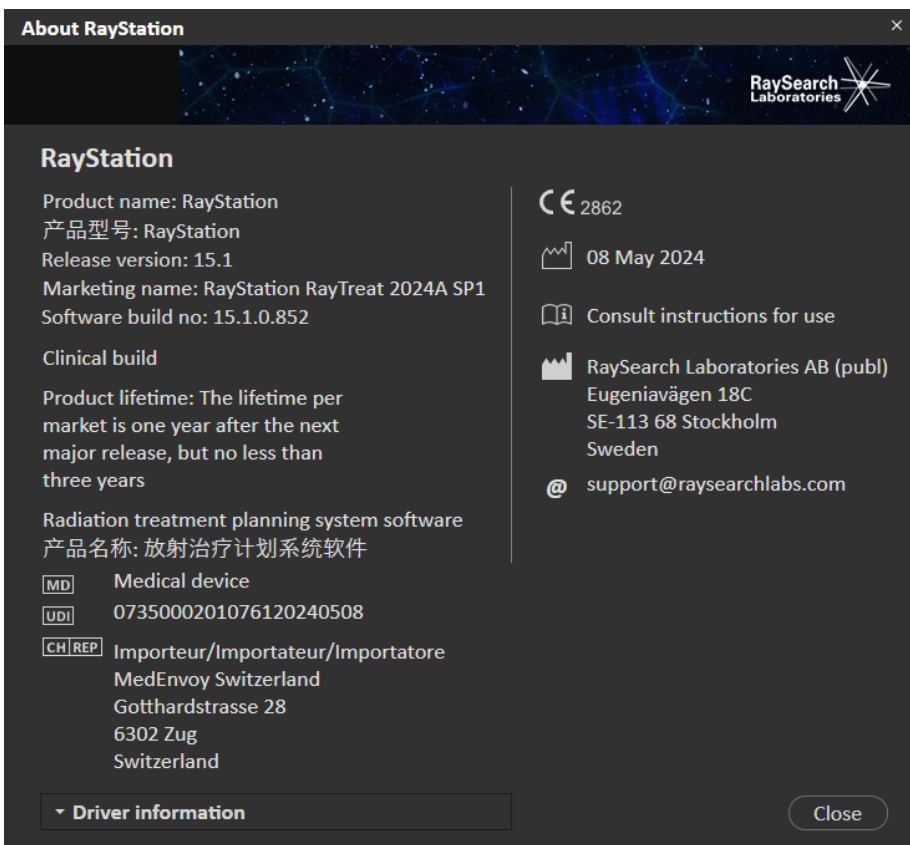 About RayStation
×
RaySearch
Laboratories
RayStation
Product name: RayStation
产品型号: RayStation
Release version: 15.1
Marketing name: RayStation RayTreat 2024A SP1
Software build no: 15.1.0.852
Clinical build
Product lifetime: The lifetime per
market is one year after the next
major release, but no less than
three years
Radiation treatment planning system software
产品名称: 放射治疗计划系统软件
MD Medical device
UDI 0735000201076120240508
CH REP Importeur/Importateur/Importatore
MedEnvoy Switzerland
Gotthardstrasse 28
6302 Zug
Switzerland
CE 2862
08 May 2024
i Consult instructions for use
RaySearch Laboratories AB (publ)
Eugeniavägen 18C
SE-113 68 Stockholm
Sweden
@ support@raysearchlabs.com
Driver information
Close